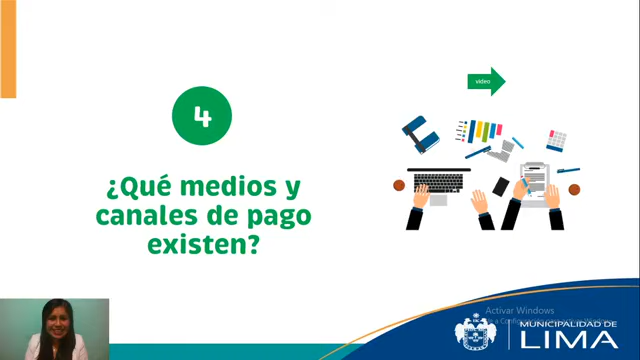 video
4
¿Qué medios y
canales de pago
existen?
Activar Windows
MUNICIPALIDAD DE
LIMA